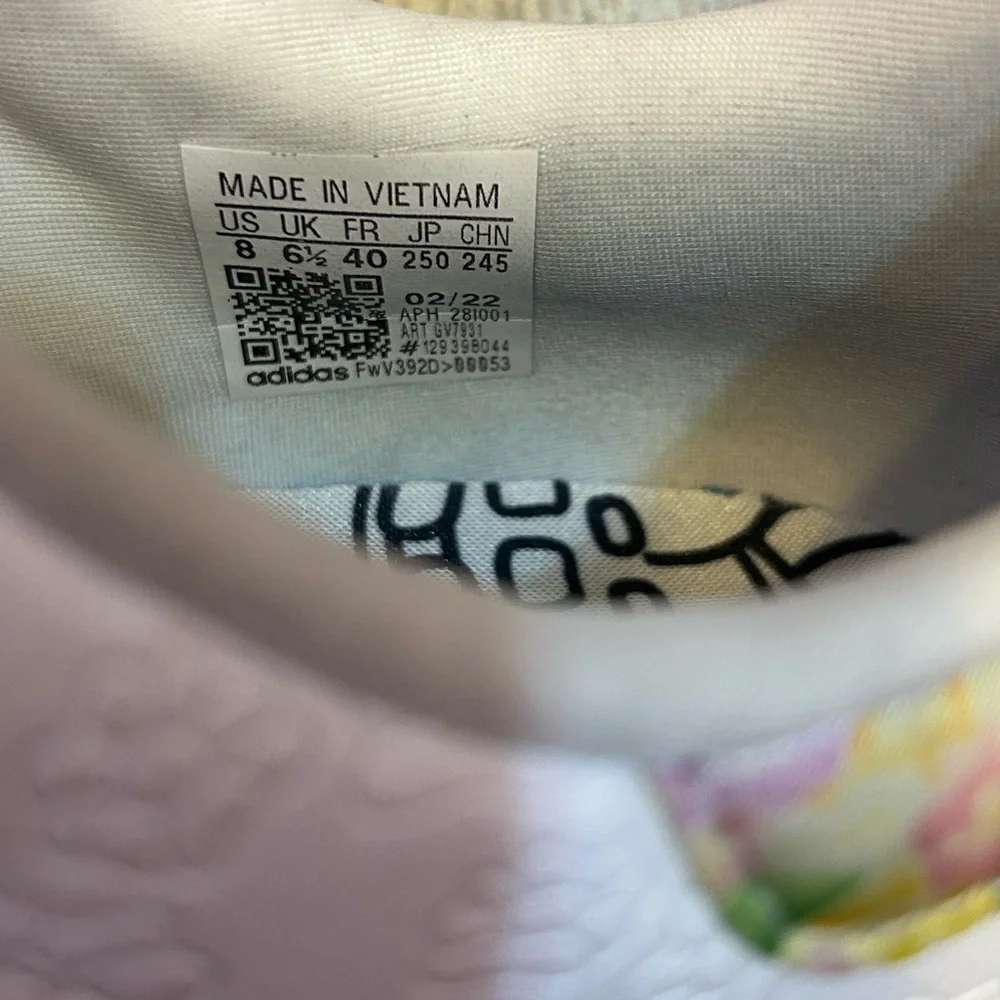 MADE IN VIETNAM
US UK FR JP CHN
8 6½ 40 250 245
02/22
APH 281001
ART GV7931
#129398044
adidas FwV392D>00053